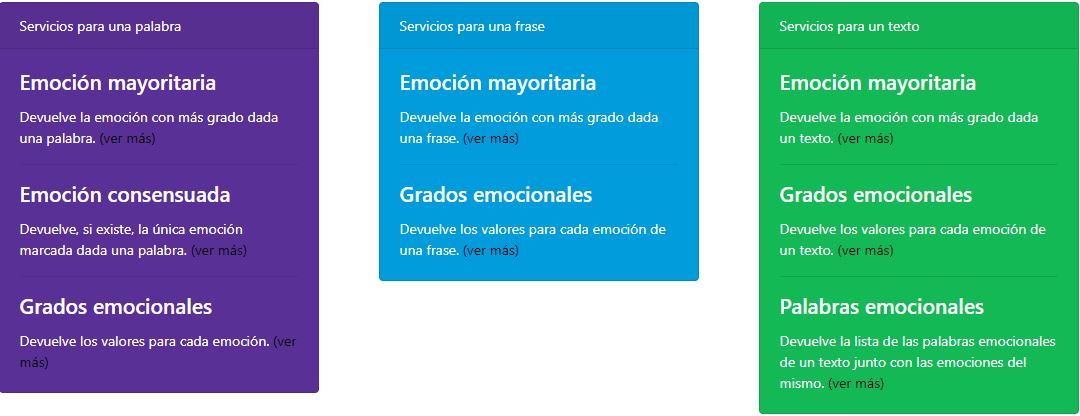 Servicios para una palabra
Emoción mayoritaria
Devuelve la emoción con más grado dada
una palabra. (ver más)
Emoción consensuada
Devuelve, si existe, la única emoción
marcada dada una palabra. (ver más)
Grados emocionales
Devuelve los valores para cada emoción. (ver
más)
Servicios para una frase
Emoción mayoritaria
Devuelve la emoción con más grado dada
una frase. (ver más)
Grados emocionales
Devuelve los valores para cada emoción de
una frase. (ver más)
Servicios para un texto
Emoción mayoritaria
Devuelve la emoción con más grado dada
un texto. (ver más)
Grados emocionales
Devuelve los valores para cada emoción de
un texto. (ver más)
Palabras emocionales
Devuelve la lista de las palabras emocionales
de un texto junto con las emociones del
mismo. (ver más)